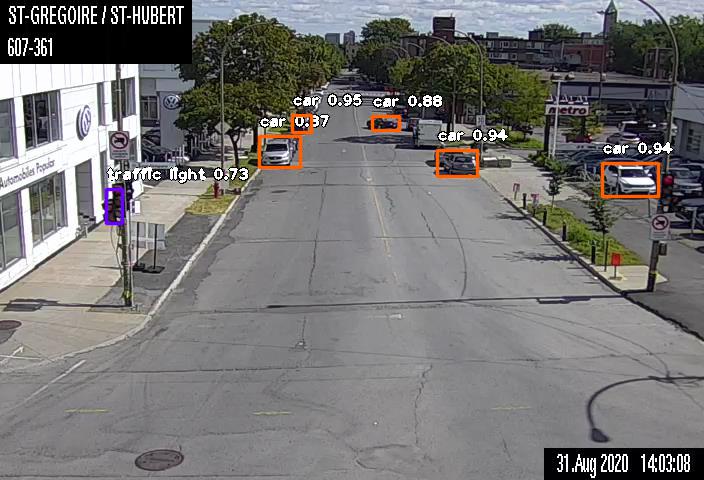 ST-GREGOIRE / ST-HUBERT
607-361
car 0.95
car 0.88
car 0.87
car 0.94
car 0.94
traffic light 0.73
metro
Automobiles Popular
31.Aug 2020 14:03:08